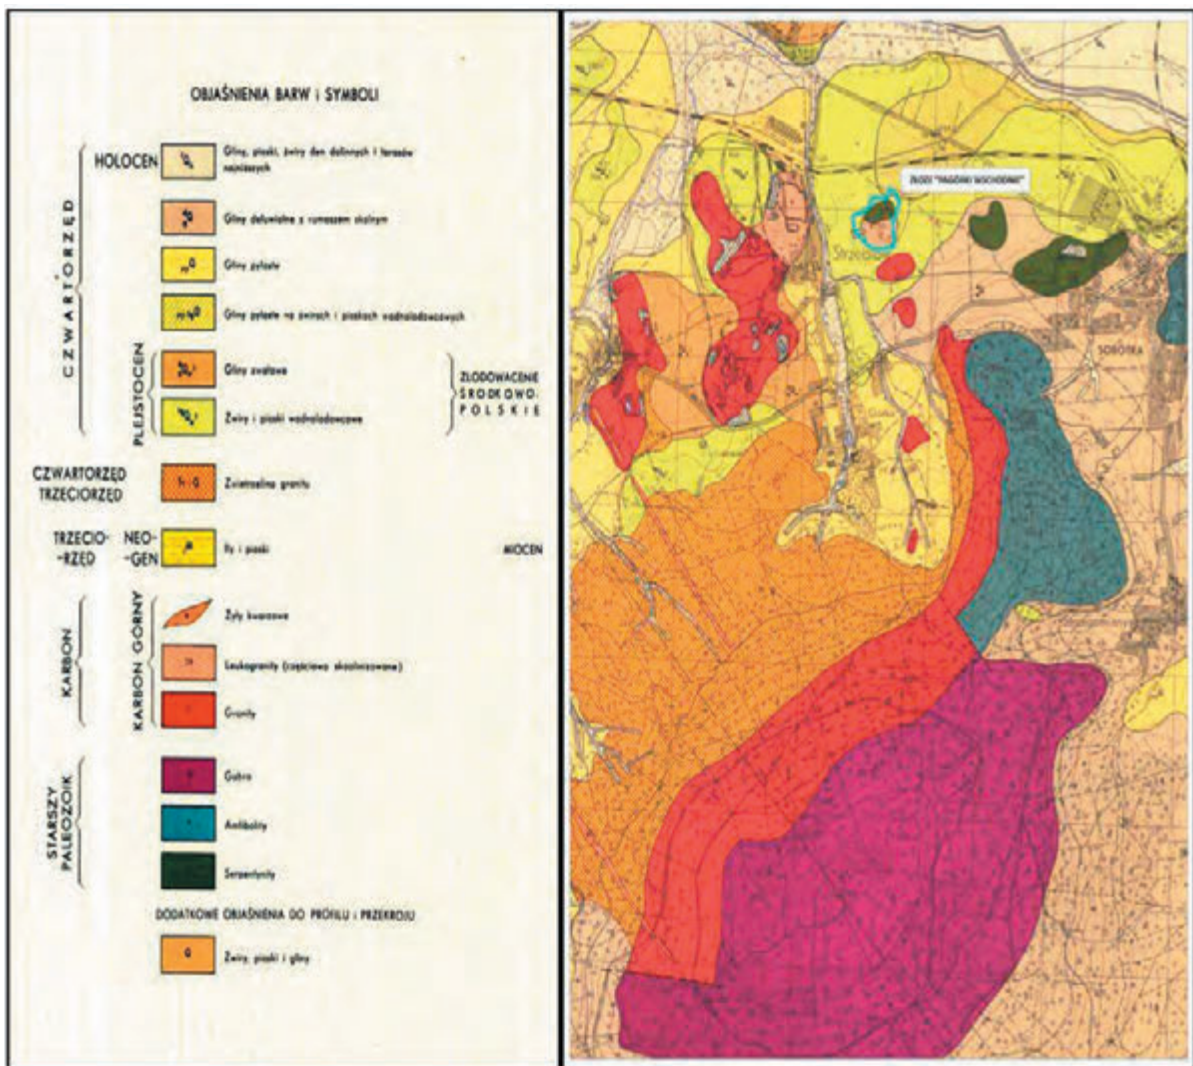 OBJAŚNIENIA BARW i SYMBOLI
CZWARTORZĘD
HOLOCEN
Gliny, piaski, żwiry den dolinnych i tarasów
najniższych
Gliny deluwialne z rumoszem skalnym
Gliny pylaste
Gliny pylaste na żwirach i piaskach wodnolodowcowych
PLEJSTOCEN
Gliny zwałowe
Żwiry i piaski wodnolodowcowe
ZLODOWACENIE
ŚRODKOWO-
POLSKIE
CZWARTORZĘD
TRZECIORZĘD
Zwietrzelina granitu
TRZECIO-
-RZĘD
NEO-
-GEN
Iły i piaski
MIOCEN
KARBON
KARBON GÓRNY
Żyły kwarcowe
Leukogranity (częściowo skaolinizowane)
Granity
STARSZY
PALEOZOIK
Gabra
Amfibolity
Serpentynity
DODATKOWE OBJAŚNIENIA DO PROFILU i PRZEKROJU
Żwiry, piaski i gliny
ZŁOŻE "PAGÓRKI WSCHODNIE"
SOBÓTKA